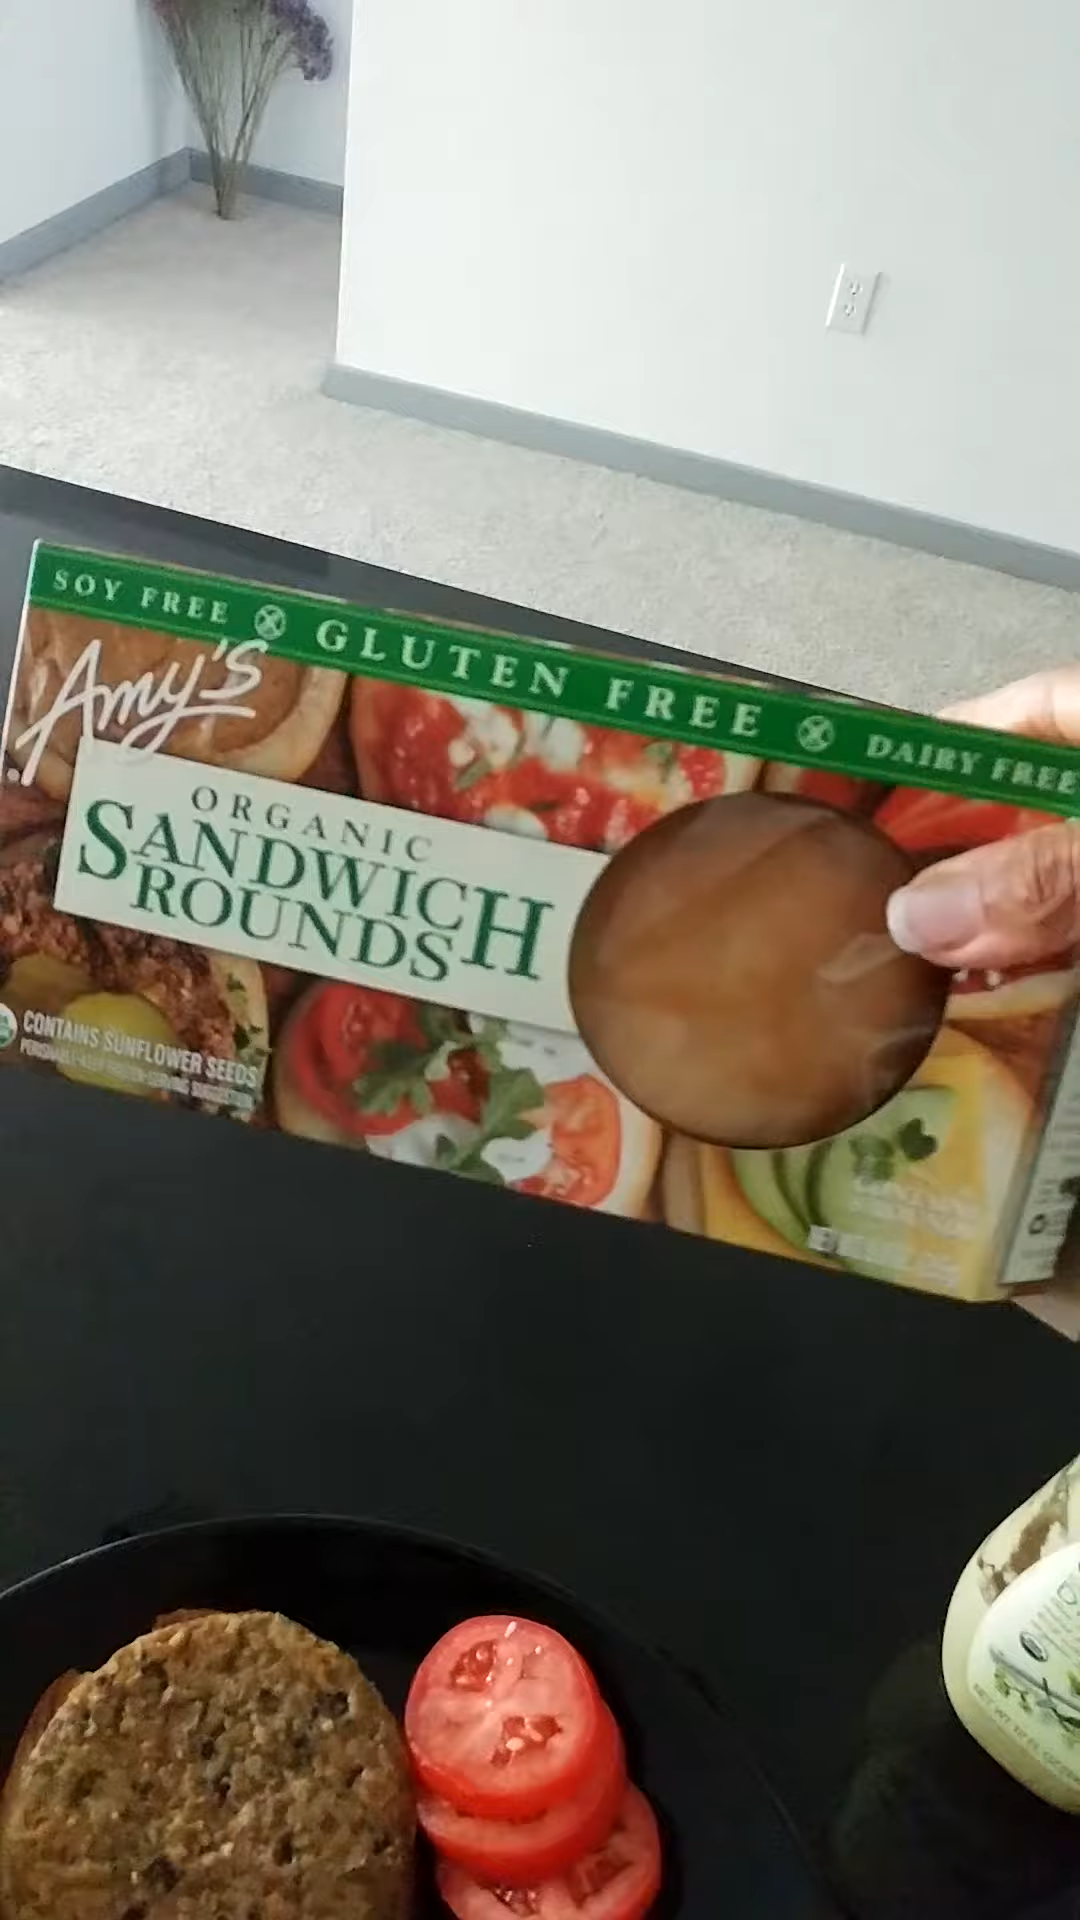 SOY FREE GLUTEN FREE DAIRY FREE
Amy's
ORGANIC
SANDWICH
ROUNDS
CONTAINS SUNFLOWER SEEDS